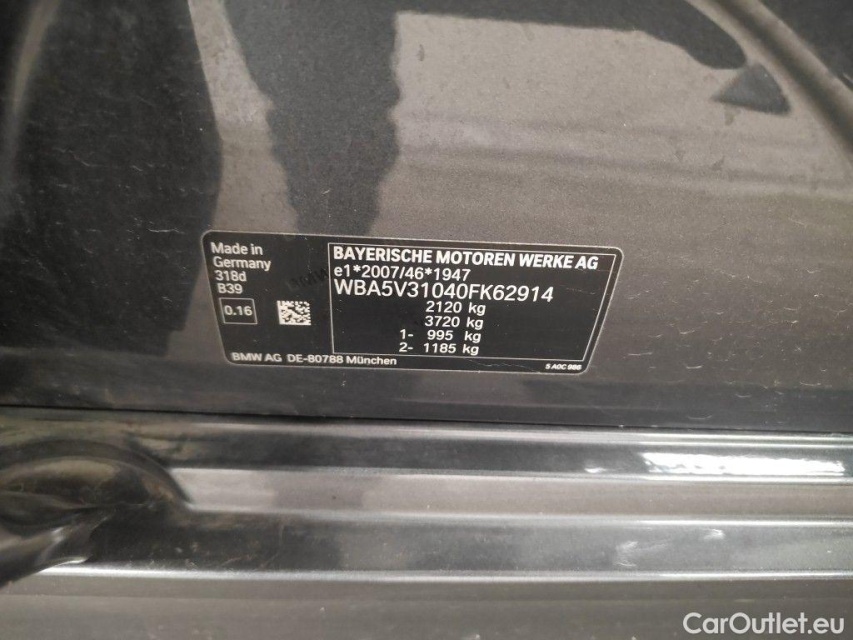 Made in
Germany
318d
B39
0.16
BAYERISCHE MOTOREN WERKE AG
e1*2007/46*1947
WBA5V31040FK62914
2120 kg
3720 kg
1- 995 kg
2- 1185 kg
BMW AG DE-80788 München
5 A0C 986
CarOutlet.eu